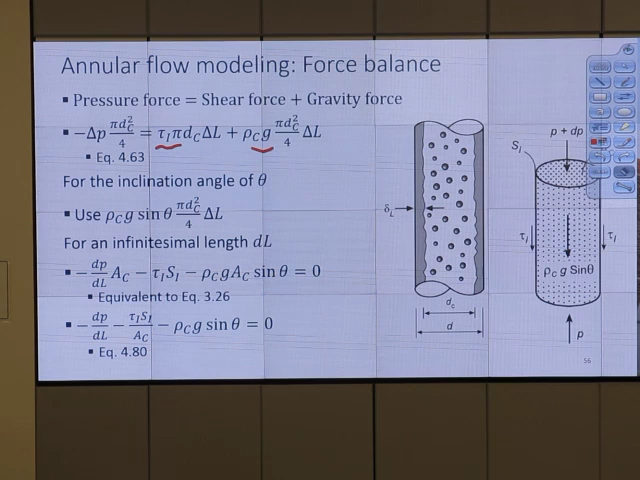 Annular flow modeling: Force balance
▪ Pressure force = Shear force + Gravity force
▪ −Δp πd_C²/4 = τ_I πd_C ΔL + ρ_C g πd_C²/4 ΔL
▪ Eq. 4.63
For the inclination angle of θ
▪ Use ρ_C g sin θ πd_C²/4 ΔL
For an infinitesimal length dL
▪ −dp/dL A_C − τ_I S_I − ρ_C g A_C sin θ = 0
▪ Equivalent to Eq. 3.26
▪ −dp/dL − τ_I S_I/A_C − ρ_C g sin θ = 0
▪ Eq. 4.80
δ_L
d_c
d
p + dp
S_I
τ_I
τ_I
ρ_C g Sinθ
p
56